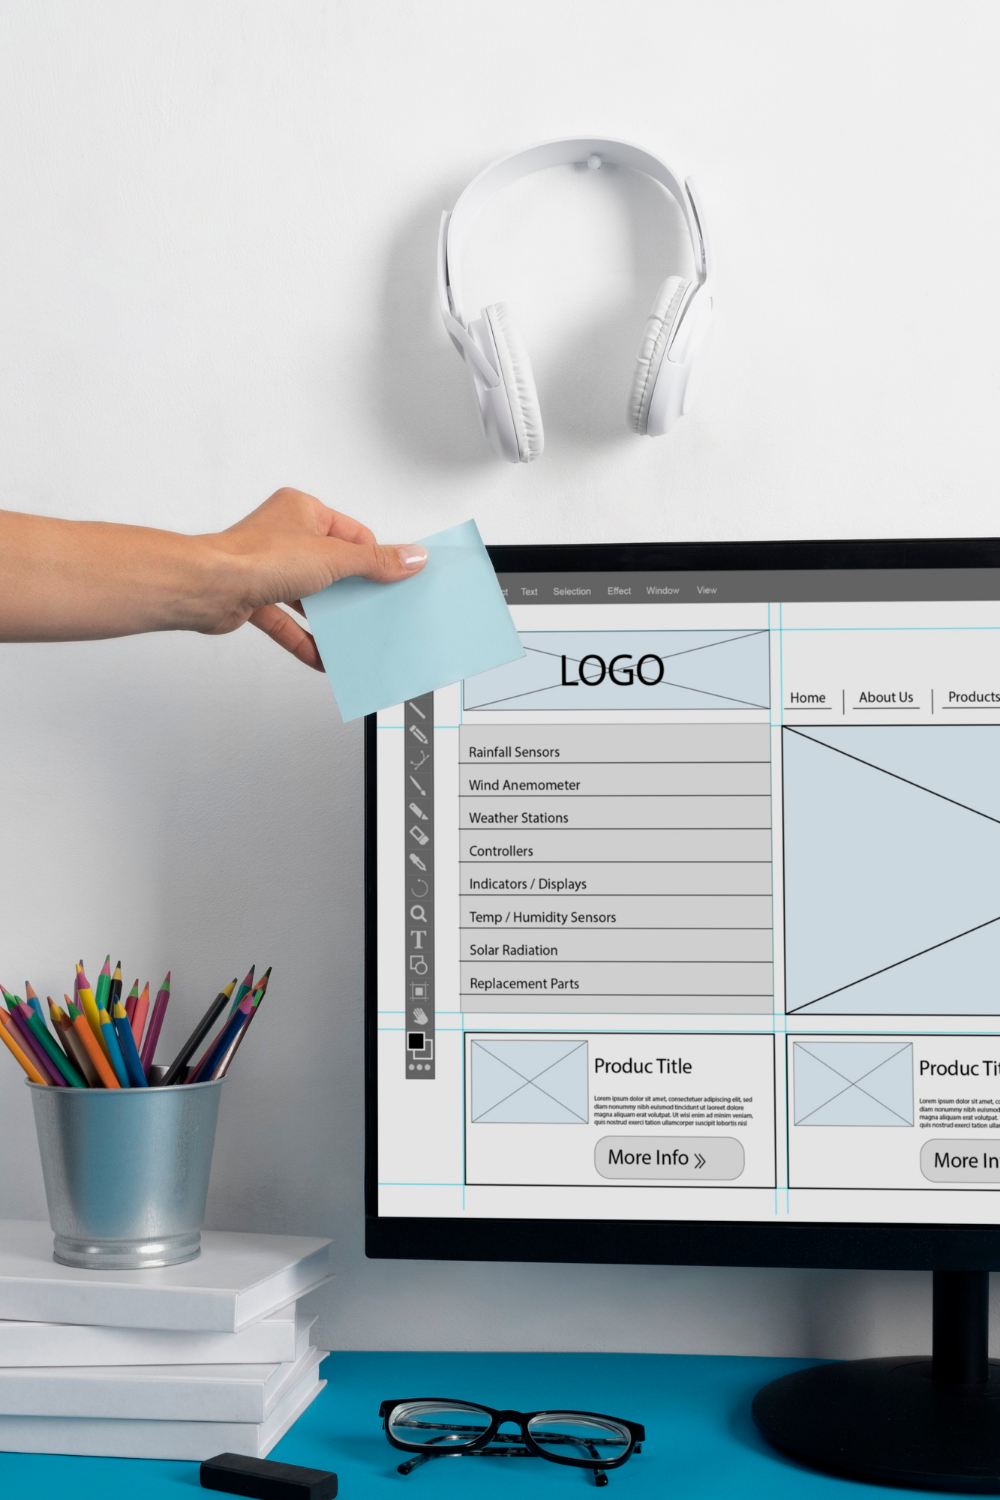 Text Selection Effect Window View
LOGO
Home About Us Products
Rainfall Sensors
Wind Anemometer
Weather Stations
Controllers
Indicators / Displays
Temp / Humidity Sensors
Solar Radiation
Replacement Parts
Produc Title
Lorem ipsum dolor sit amet, consectetuer adipiscing elit, sed
diam nonummy nibh euismod tincidunt ut laoreet dolore
magna aliquam erat volutpat. Ut wisi enim ad minim veniam,
quis nostrud exerci tation ullamcorper suscipit lobortis nisl
More Info
Produc Tit
Lorem ipsum dolor sit amet, co
diam nonummy nibh euismod
magna aliquam erat volutpat.
quis nostrud exerci tation ulla
More In